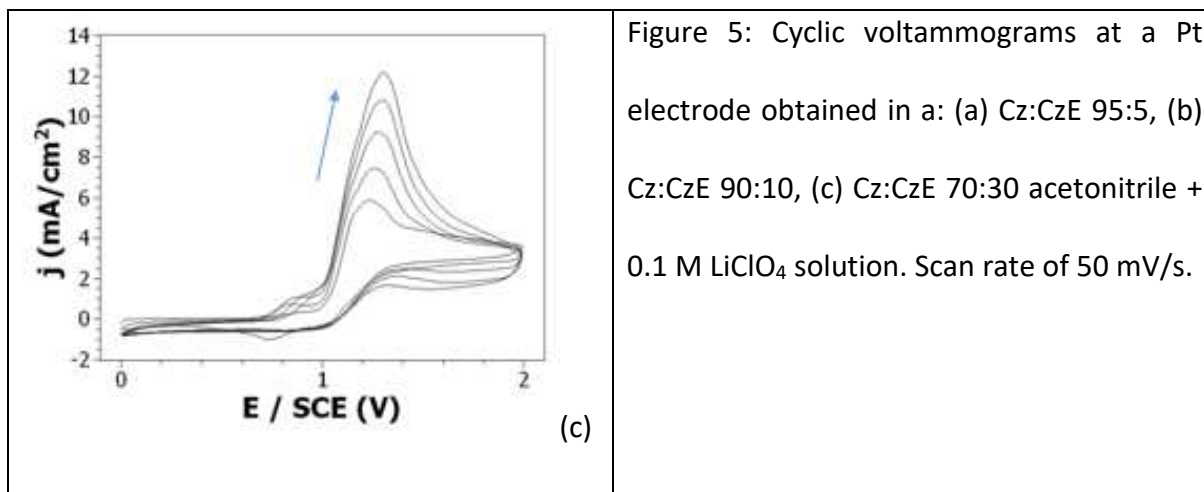 14
12
10
8
6
4
2
0
-2
j (mA/cm²)
0 1 2
E / SCE (V)
(c)
Figure 5: Cyclic voltammograms at a Pt
electrode obtained in a: (a) Cz:CzE 95:5, (b)
Cz:CzE 90:10, (c) Cz:CzE 70:30 acetonitrile +
0.1 M LiClO₄ solution. Scan rate of 50 mV/s.